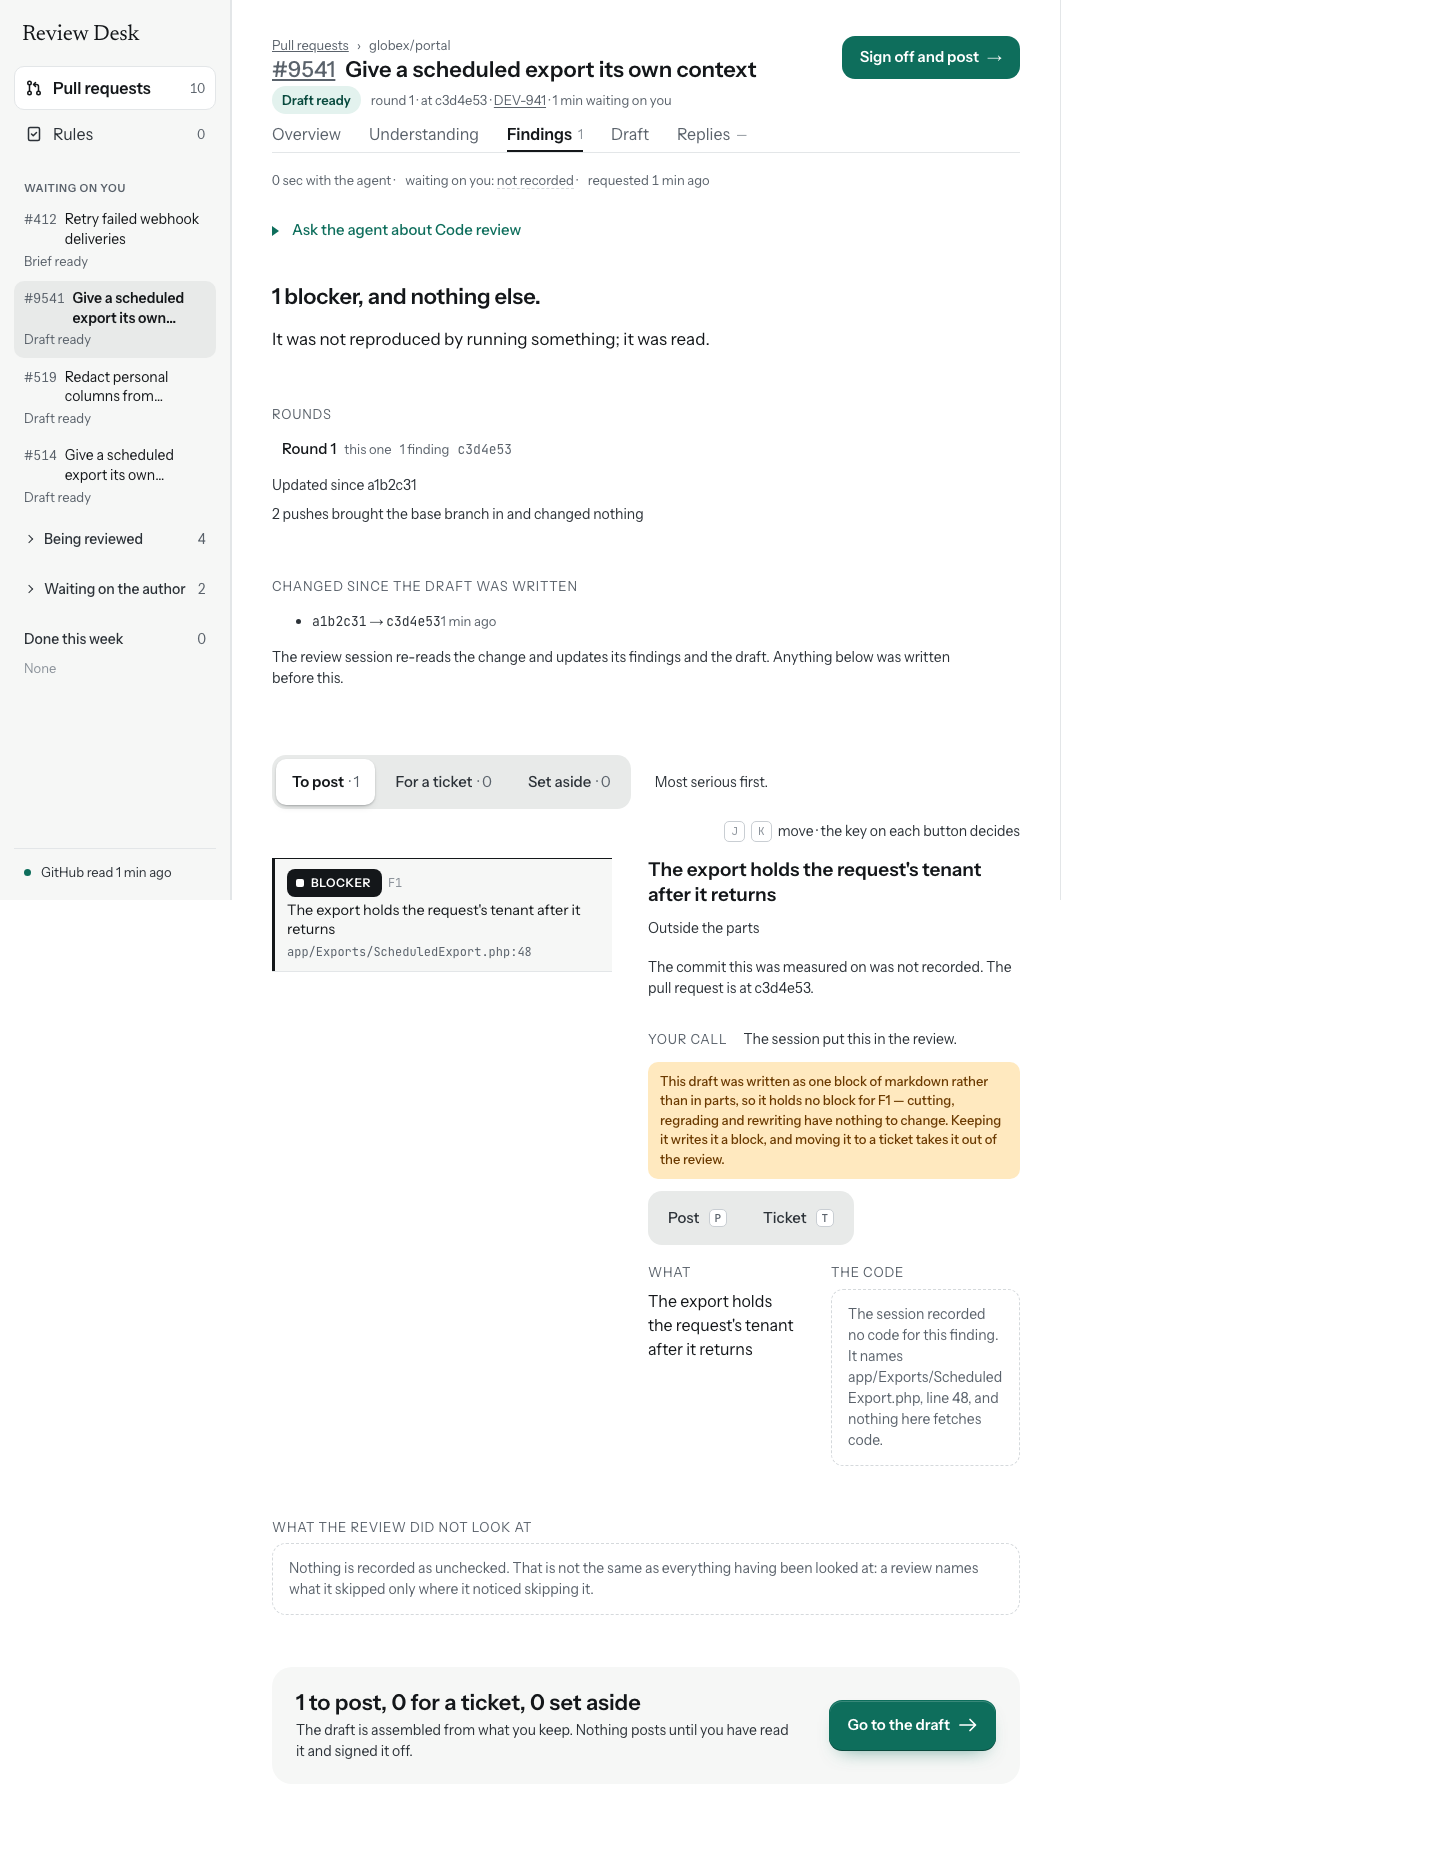 Review Desk
Pull requests 10
Rules 0
WAITING ON YOU
#412 Retry failed webhook
deliveries
Brief ready
#9541 Give a scheduled
export its own...
Draft ready
#519 Redact personal
columns from...
Draft ready
#514 Give a scheduled
export its own...
Draft ready
Being reviewed 4
Waiting on the author 2
Done this week 0
None
GitHub read 1 min ago
Pull requests › globex/portal
#9541 Give a scheduled export its own context
Sign off and post →
Draft ready round 1 · at c3d4e53 · DEV-941 · 1 min waiting on you
Overview Understanding Findings 1 Draft Replies —
0 sec with the agent · waiting on you: not recorded · requested 1 min ago
Ask the agent about Code review
1 blocker, and nothing else.
It was not reproduced by running something; it was read.
ROUNDS
Round 1 this one 1 finding c3d4e53
Updated since a1b2c31
2 pushes brought the base branch in and changed nothing
CHANGED SINCE THE DRAFT WAS WRITTEN
• a1b2c31 → c3d4e531 min ago
The review session re-reads the change and updates its findings and the draft. Anything below was written
before this.
To post · 1 For a ticket · 0 Set aside · 0 Most serious first.
J K move · the key on each button decides
BLOCKER F1
The export holds the request's tenant after it
returns
app/Exports/ScheduledExport.php:48
The export holds the request's tenant
after it returns
Outside the parts
The commit this was measured on was not recorded. The
pull request is at c3d4e53.
YOUR CALL The session put this in the review.
This draft was written as one block of markdown rather
than in parts, so it holds no block for F1 — cutting,
regrading and rewriting have nothing to change. Keeping
it writes it a block, and moving it to a ticket takes it out of
the review.
Post P Ticket T
WHAT
The export holds
the request's tenant
after it returns
THE CODE
The session recorded
no code for this finding.
It names
app/Exports/Scheduled
Export.php, line 48, and
nothing here fetches
code.
WHAT THE REVIEW DID NOT LOOK AT
Nothing is recorded as unchecked. That is not the same as everything having been looked at: a review names
what it skipped only where it noticed skipping it.
1 to post, 0 for a ticket, 0 set aside
The draft is assembled from what you keep. Nothing posts until you have read
it and signed it off.
Go to the draft →